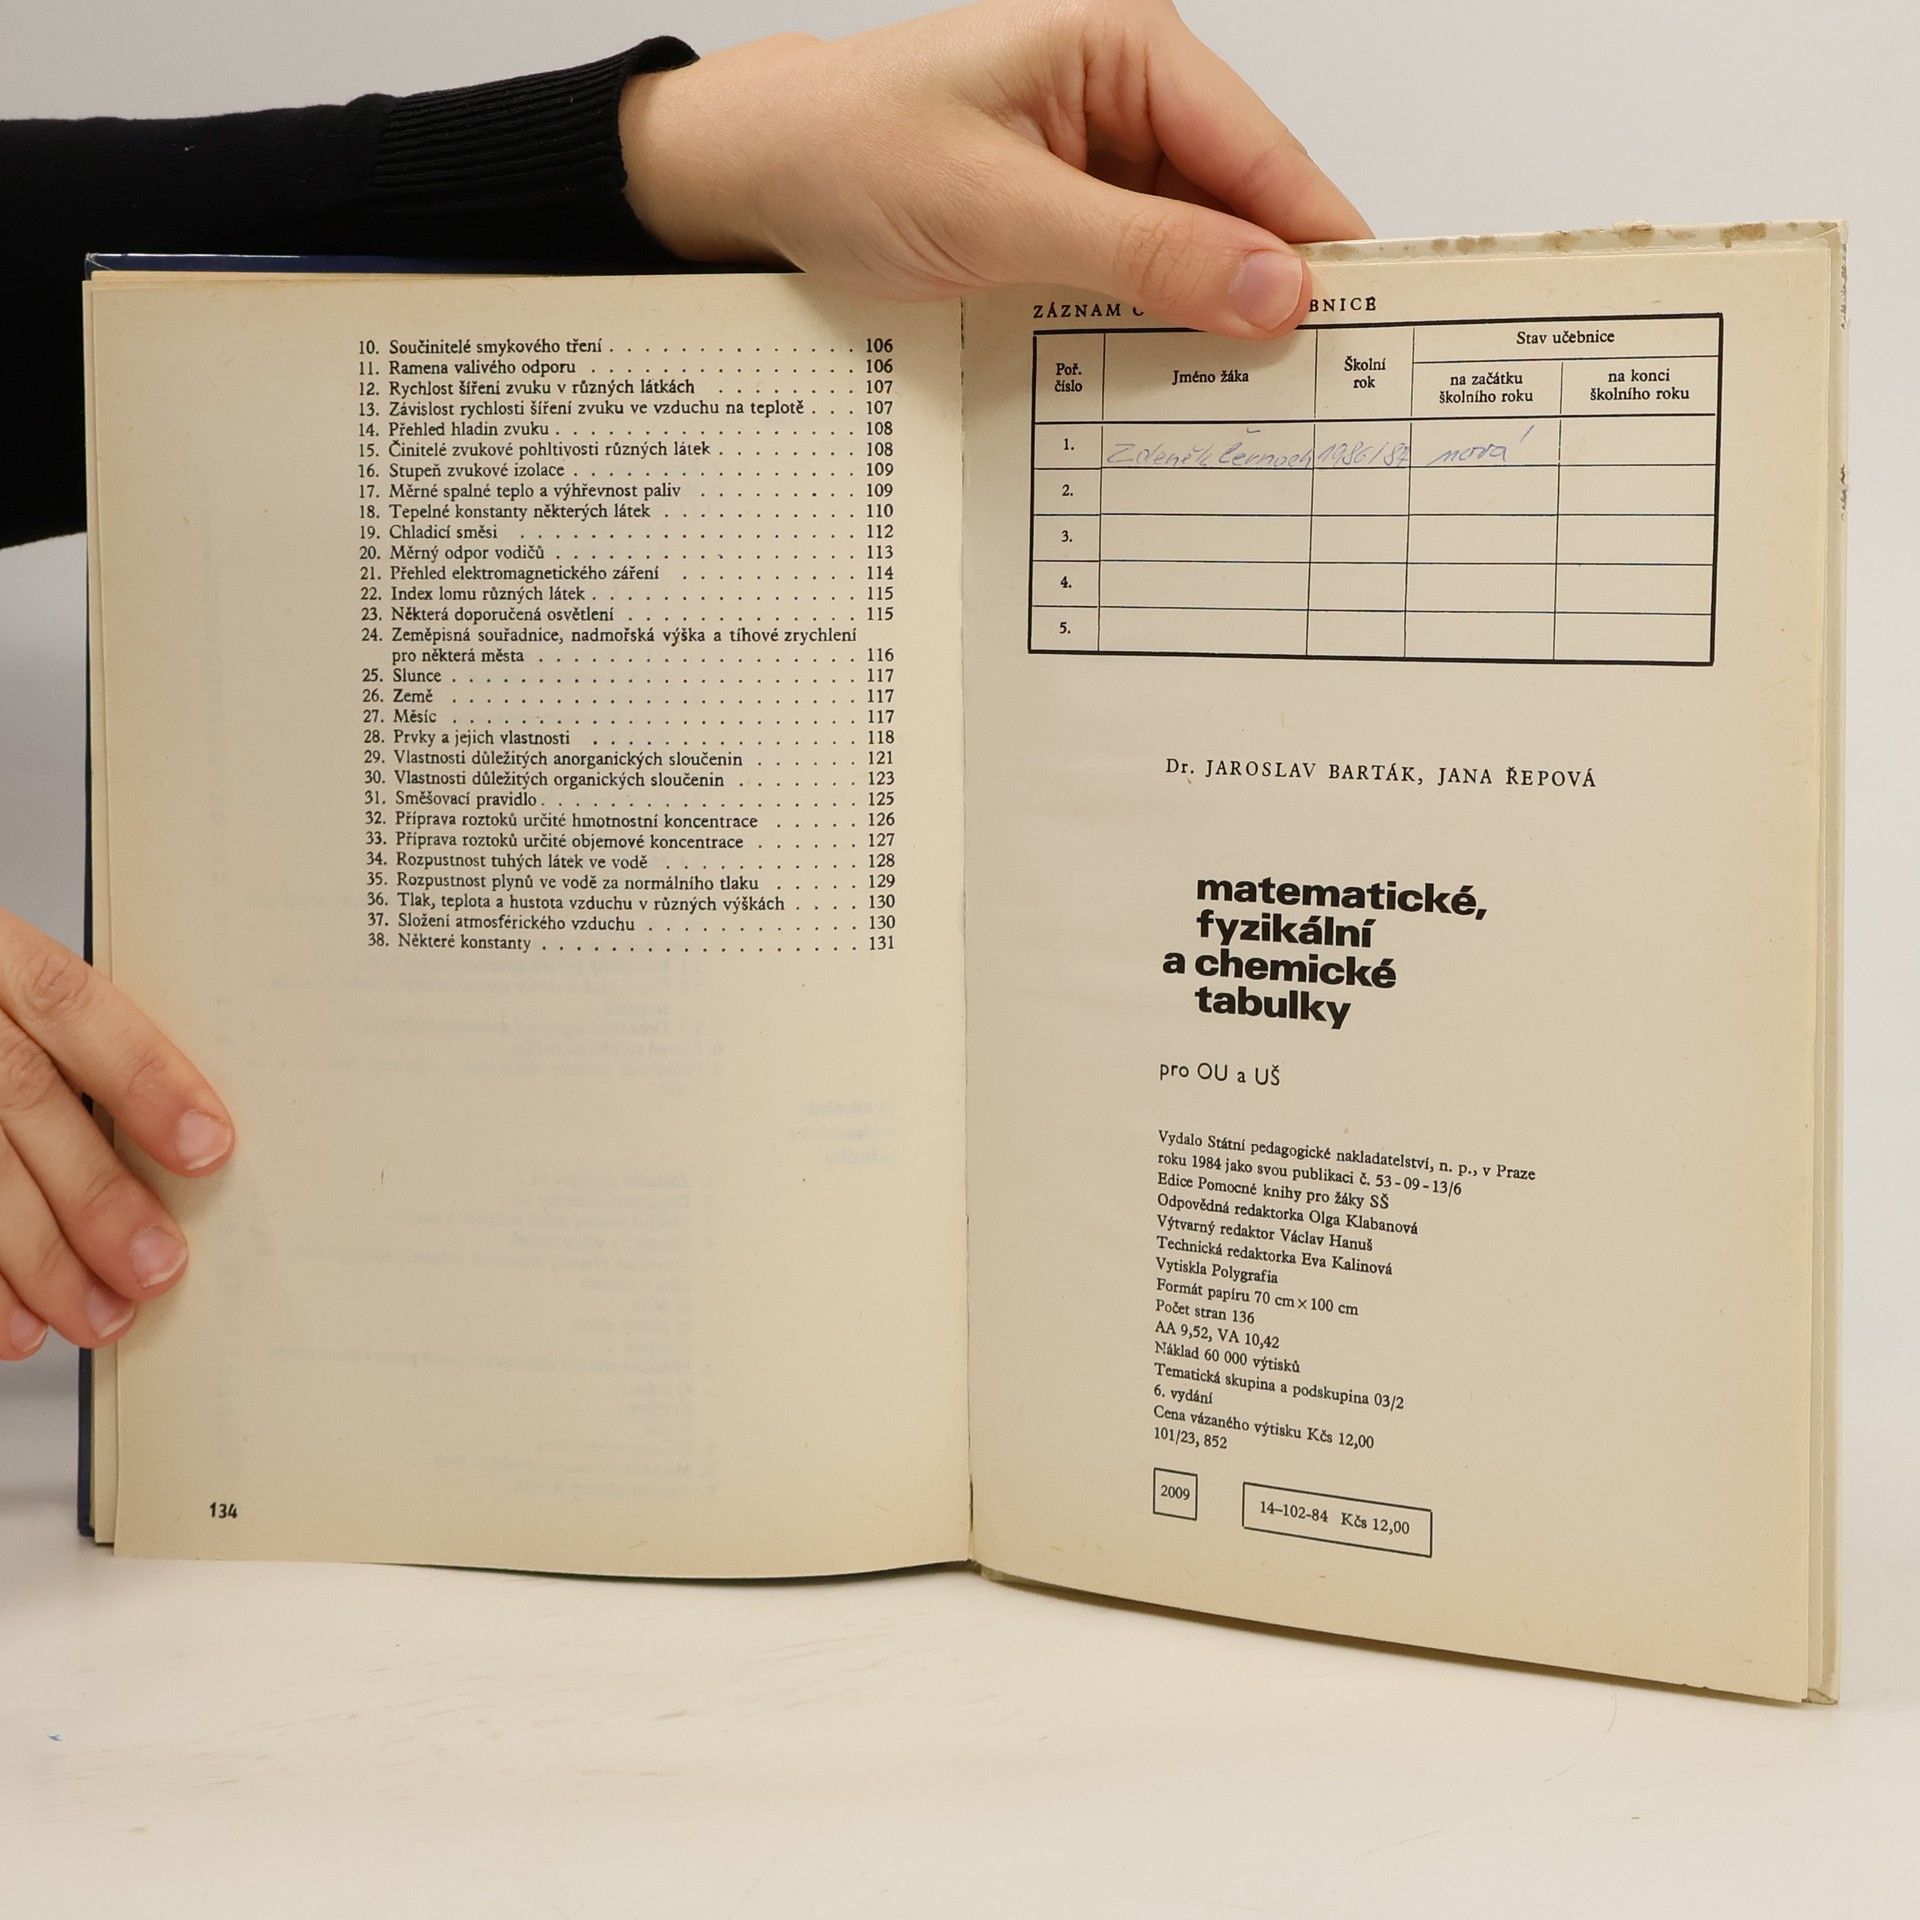 10. Součinitelé smykového tření . . . . . . . . . . . . . . 106
11. Ramena valivého odporu . . . . . . . . . . . . . . . . 106
12. Rychlost šíření zvuku v různých látkách . . . . . . . 107
13. Závislost rychlosti šíření zvuku ve vzduchu na teplotě . . . 107
14. Přehled hladin zvuku . . . . . . . . . . . . . . . . . 108
15. Činitelé zvukové pohltivosti různých látek . . . . . . . . 108
16. Stupeň zvukové izolace . . . . . . . . . . . . . . . . 109
17. Měrné spalné teplo a výhřevnost paliv . . . . . . . . . 109
18. Tepelné konstanty některých látek . . . . . . . . . . . 110
19. Chladicí směsi . . . . . . . . . . . . . . . . . . . 112
20. Měrný odpor vodičů . . . . . . . . . . . . . . . . . 113
21. Přehled elektromagnetického záření . . . . . . . . . . 114
22. Index lomu různých látek . . . . . . . . . . . . . . . 115
23. Některá doporučená osvětlení . . . . . . . . . . . . . 115
24. Zeměpisná souřadnice, nadmořská výška a tíhové zrychlení
pro některá města . . . . . . . . . . . . . . . . . . 116
25. Slunce . . . . . . . . . . . . . . . . . . . . . . . 117
26. Země . . . . . . . . . . . . . . . . . . . . . . . 117
27. Měsíc . . . . . . . . . . . . . . . . . . . . . . . 117
28. Prvky a jejich vlastnosti . . . . . . . . . . . . . . . 118
29. Vlastnosti důležitých anorganických sloučenin . . . . . . 121
30. Vlastnosti důležitých organických sloučenin . . . . . . . 123
31. Směšovací pravidlo . . . . . . . . . . . . . . . . . . 125
32. Příprava roztoků určité hmotnostní koncentrace . . . . . 126
33. Příprava roztoků určité objemové koncentrace . . . . . . 127
34. Rozpustnost tuhých látek ve vodě . . . . . . . . . . . 128
35. Rozpustnost plynů ve vodě za normálního tlaku . . . . . 129
36. Tlak, teplota a hustota vzduchu v různých výškách . . . . 130
37. Složení atmosférického vzduchu . . . . . . . . . . . . 130
38. Některé konstanty . . . . . . . . . . . . . . . . . . 131
134
ZÁZNAM
Poř. číslo Jméno žáka Školní rok Stav učebnice
na začátku školního roku na konci školního roku
1. Zdeněk Černoch 1986/87 nová
2.
3.
4.
5.
Dr. JAROSLAV BARTÁK, JANA ŘEPOVÁ
matematické,
fyzikální
a chemické
tabulky
pro OU a UŠ
Vydalo Státní pedagogické nakladatelství, n. p., v Praze
roku 1984 jako svou publikaci č. 53-09-13/6
Edice Pomocné knihy pro žáky SŠ
Odpovědná redaktorka Olga Klabanová
Výtvarný redaktor Václav Hanuš
Technická redaktorka Eva Kalinová
Vytiskla Polygrafia
Formát papíru 70 cm × 100 cm
Počet stran 136
AA 9,52, VA 10,42
Náklad 60 000 výtisků
Tematická skupina a podskupina 03/2
6. vydání
Cena vázaného výtisku Kčs 12,00
101/23, 852
2009
14-102-84 Kčs 12,00